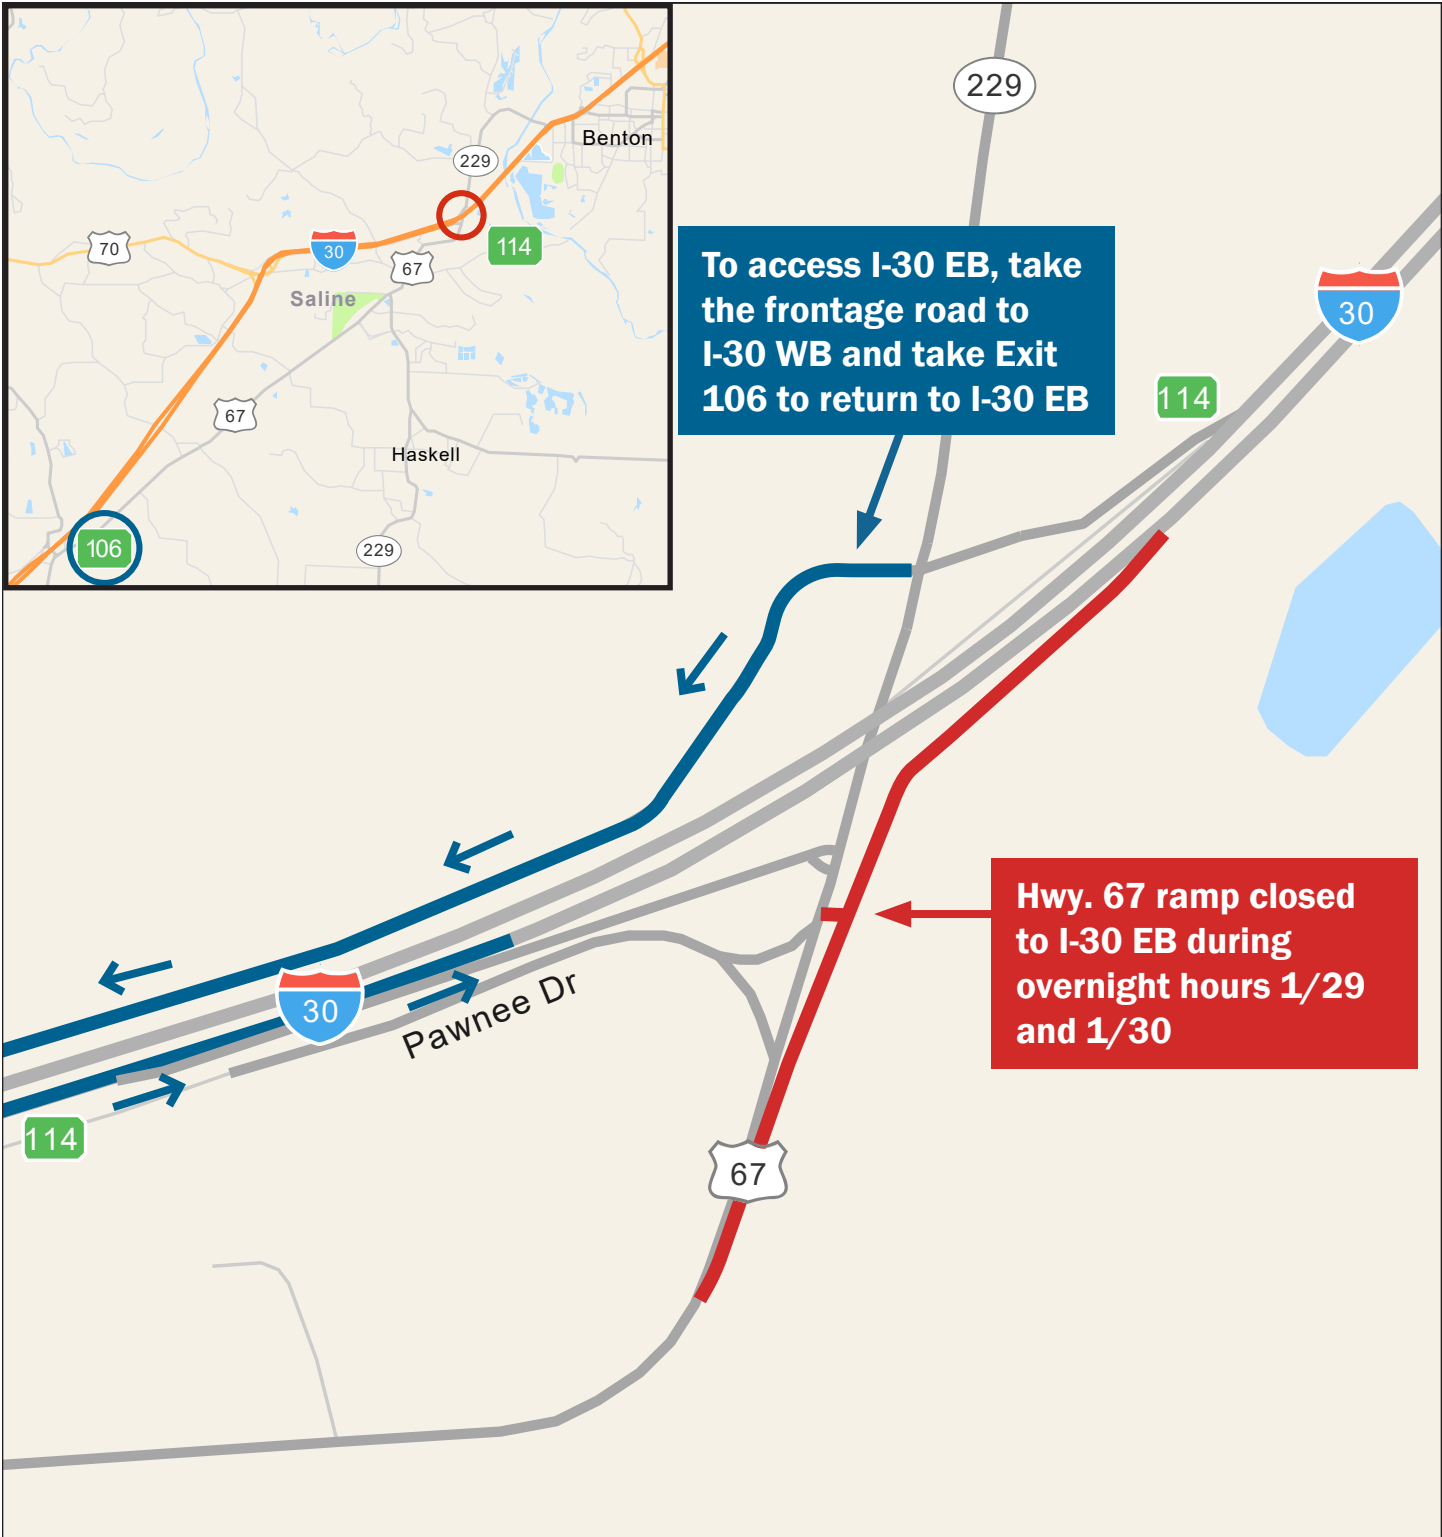 229
Benton
229
70
30
114
67
Saline
67
Haskell
106
229
To access I-30 EB, take
the frontage road to
I-30 WB and take Exit
106 to return to I-30 EB
30
114
Hwy. 67 ramp closed
to I-30 EB during
overnight hours 1/29
and 1/30
30
Pawnee Dr
114
67